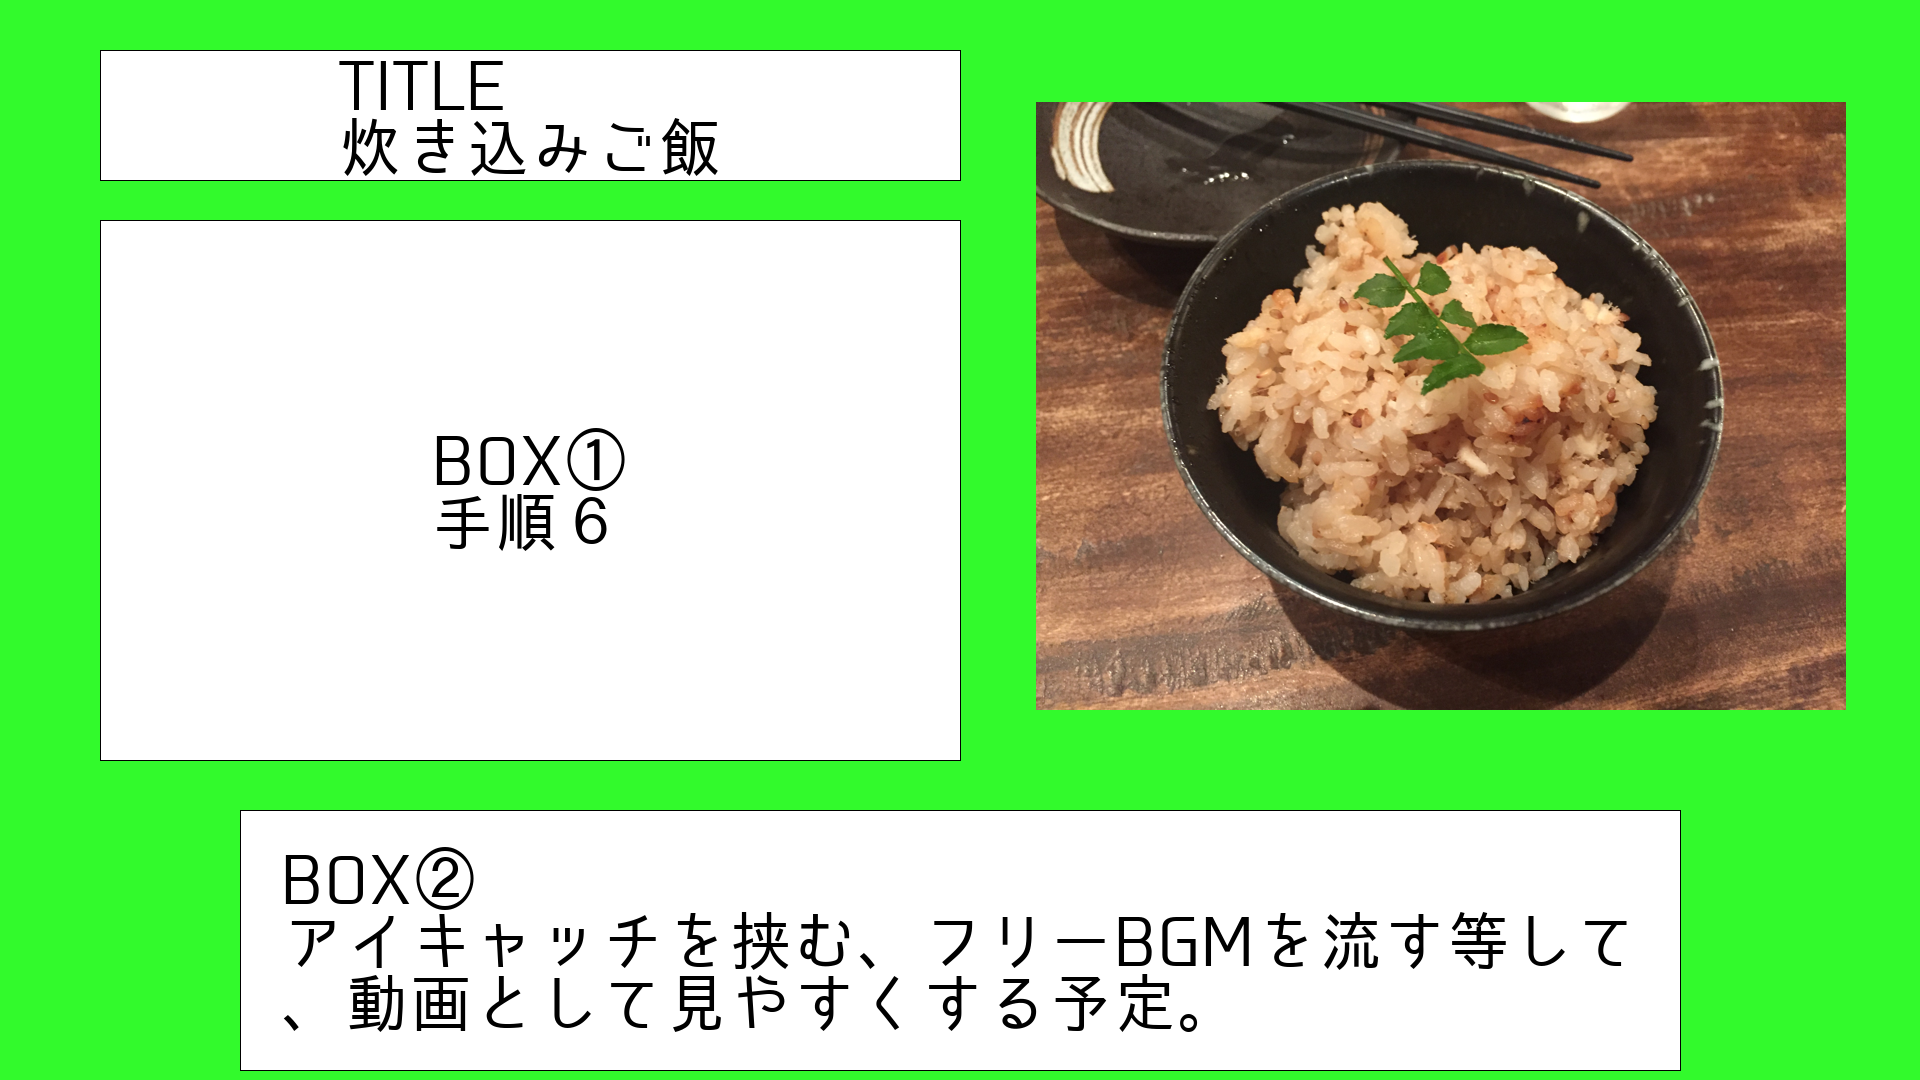 TITLE
炊き込みご飯
BOX①
手順６
BOX②
アイキャッチを挟む、フリーBGMを流す等して
、動画として見やすくする予定。